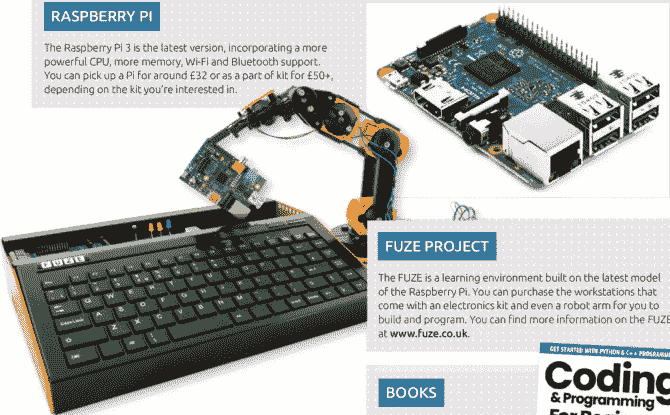 RASPBERRY PI
The Raspberry Pi 3 is the latest version, incorporating a more
powerful CPU, more memory, Wi-Fi and Bluetooth support.
You can pick up a Pi for around £32 or as a part of kit for £50+,
depending on the kit you're interested in.
FUZE
FUZE PROJECT
The FUZE is a learning environment built on the latest model
of the Raspberry Pi. You can purchase the workstations that
come with an electronics kit and even a robot arm for you to
build and program. You can find more information on the FUZE
at www.fuze.co.uk.
BOOKS
GET STARTED WITH PYTHON & C++ PROGRAMM
Coding
& Programming